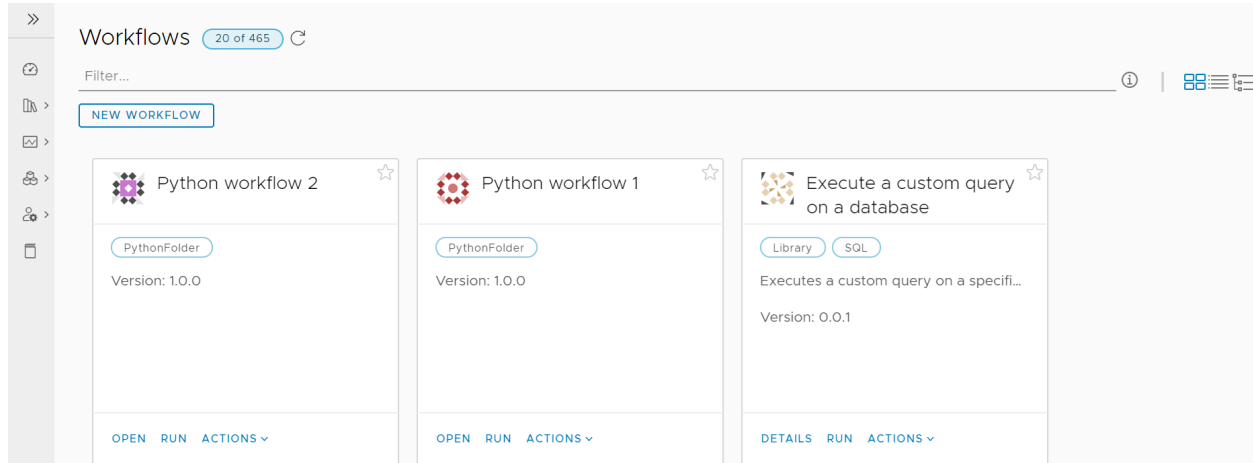 Workflows 20 of 465
Filter...
NEW WORKFLOW
Python workflow 2
PythonFolder
Version: 1.0.0
OPEN RUN ACTIONS
Python workflow 1
PythonFolder
Version: 1.0.0
OPEN RUN ACTIONS
Execute a custom query
on a database
Library SQL
Executes a custom query on a specifi...
Version: 0.0.1
DETAILS RUN ACTIONS